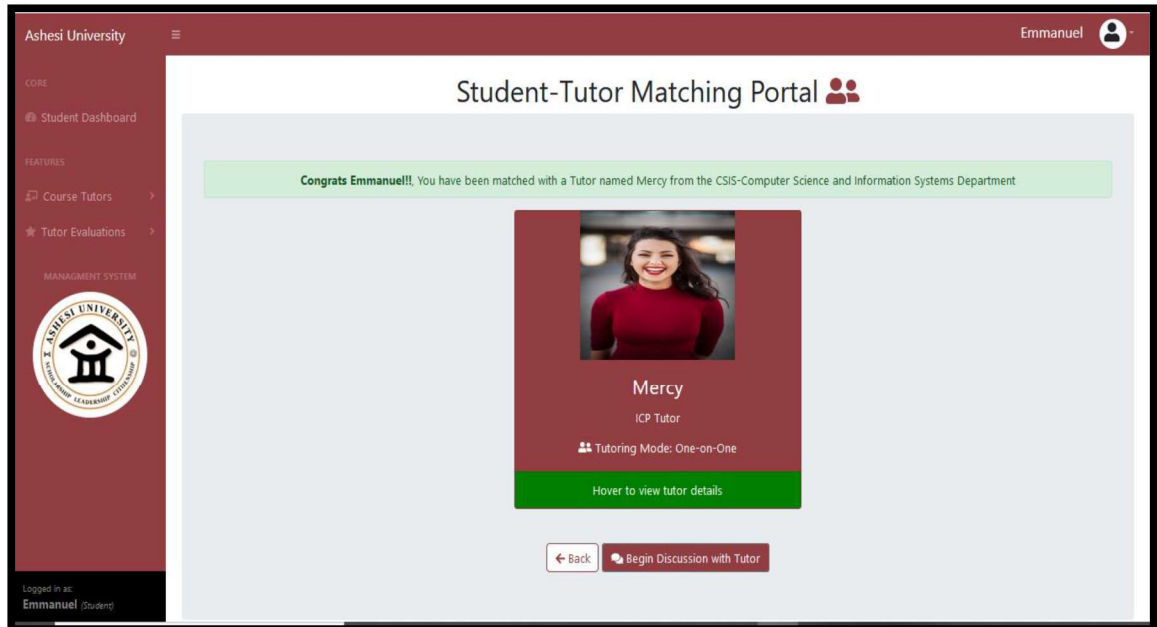 Ashesi University
Emmanuel
CORE
Student Dashboard
FEATURES
Course Tutors
Tutor Evaluations
MANAGMENT SYSTEM
ASHESI UNIVERSITY
SCHOLARSHIP LEADERSHIP CITIZENSHIP
Logged in as:
Emmanuel (Student)
Student-Tutor Matching Portal
Congrats Emmanuel!!, You have been matched with a Tutor named Mercy from the CSIS-Computer Science and Information Systems Department
Mercy
ICP Tutor
Tutoring Mode: One-on-One
Hover to view tutor details
Back
Begin Discussion with Tutor